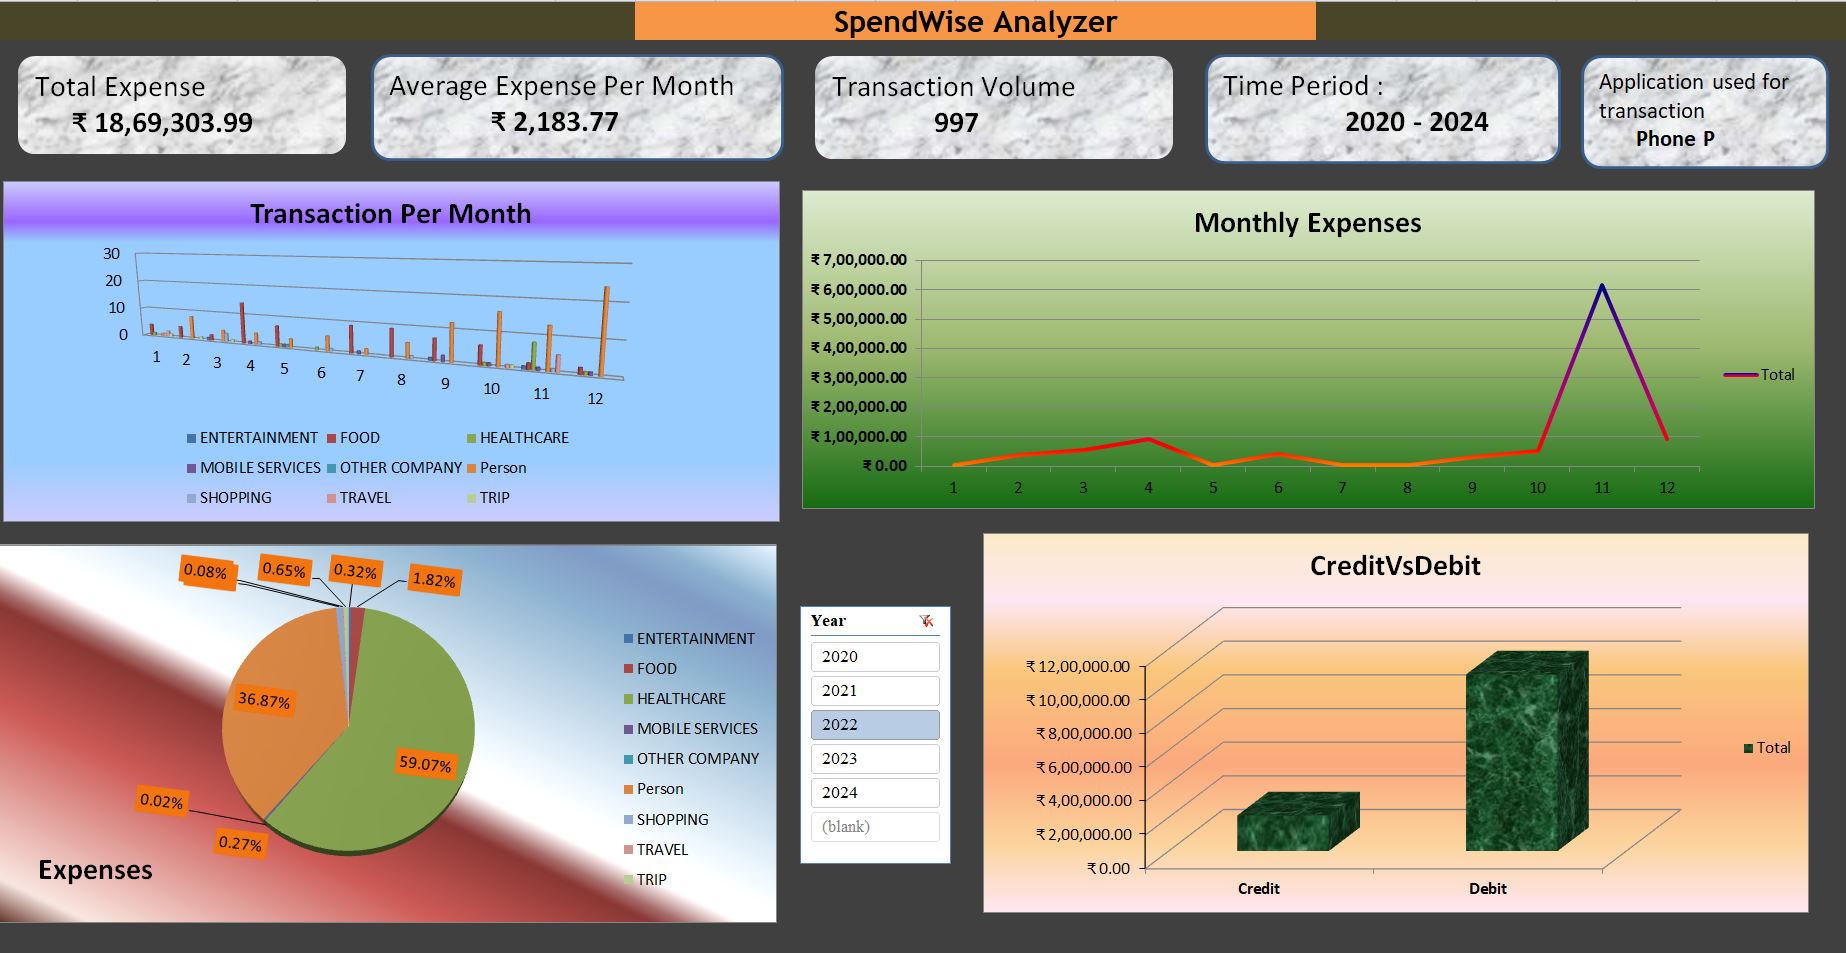 SpendWise Analyzer
Total Expense
₹ 18,69,303.99
Average Expense Per Month
₹ 2,183.77
Transaction Volume
997
Time Period :
2020 - 2024
Application used for
transaction
Phone P
Transaction Per Month
30
20
10
0
1 2 3 4 5 6 7 8 9 10 11 12
ENTERTAINMENT FOOD HEALTHCARE
MOBILE SERVICES OTHER COMPANY Person
SHOPPING TRAVEL TRIP
Monthly Expenses
₹ 7,00,000.00
₹ 6,00,000.00
₹ 5,00,000.00
₹ 4,00,000.00
₹ 3,00,000.00
₹ 2,00,000.00
₹ 1,00,000.00
₹ 0.00
1 2 3 4 5 6 7 8 9 10 11 12
Total
0.08% 0.65% 0.32% 1.82%
36.87%
59.07%
0.02%
0.27%
Expenses
ENTERTAINMENT
FOOD
HEALTHCARE
MOBILE SERVICES
OTHER COMPANY
Person
SHOPPING
TRAVEL
TRIP
Year
2020
2021
2022
2023
2024
(blank)
CreditVsDebit
₹ 12,00,000.00
₹ 10,00,000.00
₹ 8,00,000.00
₹ 6,00,000.00
₹ 4,00,000.00
₹ 2,00,000.00
₹ 0.00
Credit Debit
Total